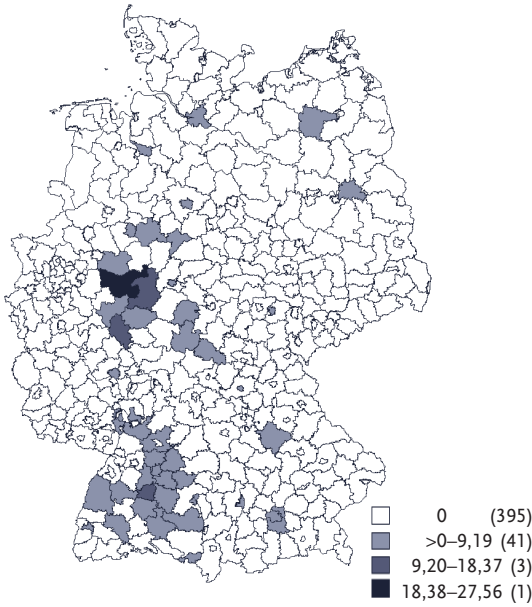 0 (395)
>0–9,19 (41)
9,20–18,37 (3)
18,38–27,56 (1)